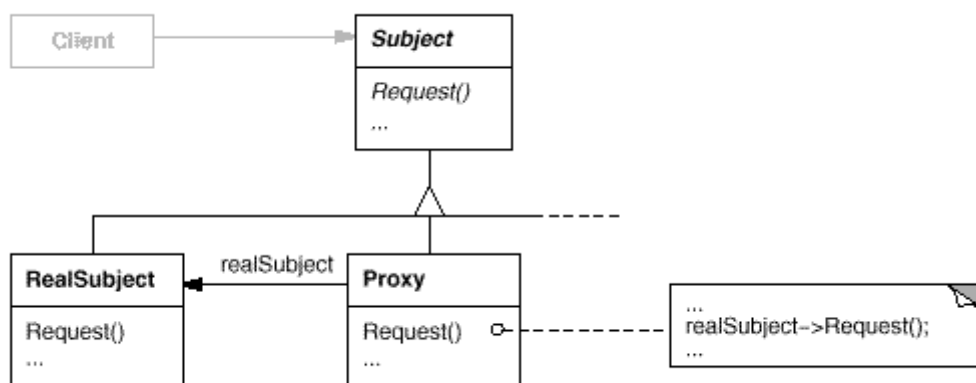 Client
Subject
Request()
...
RealSubject
Request()
...
realSubject
Proxy
Request()
...
...
realSubject->Request();
...